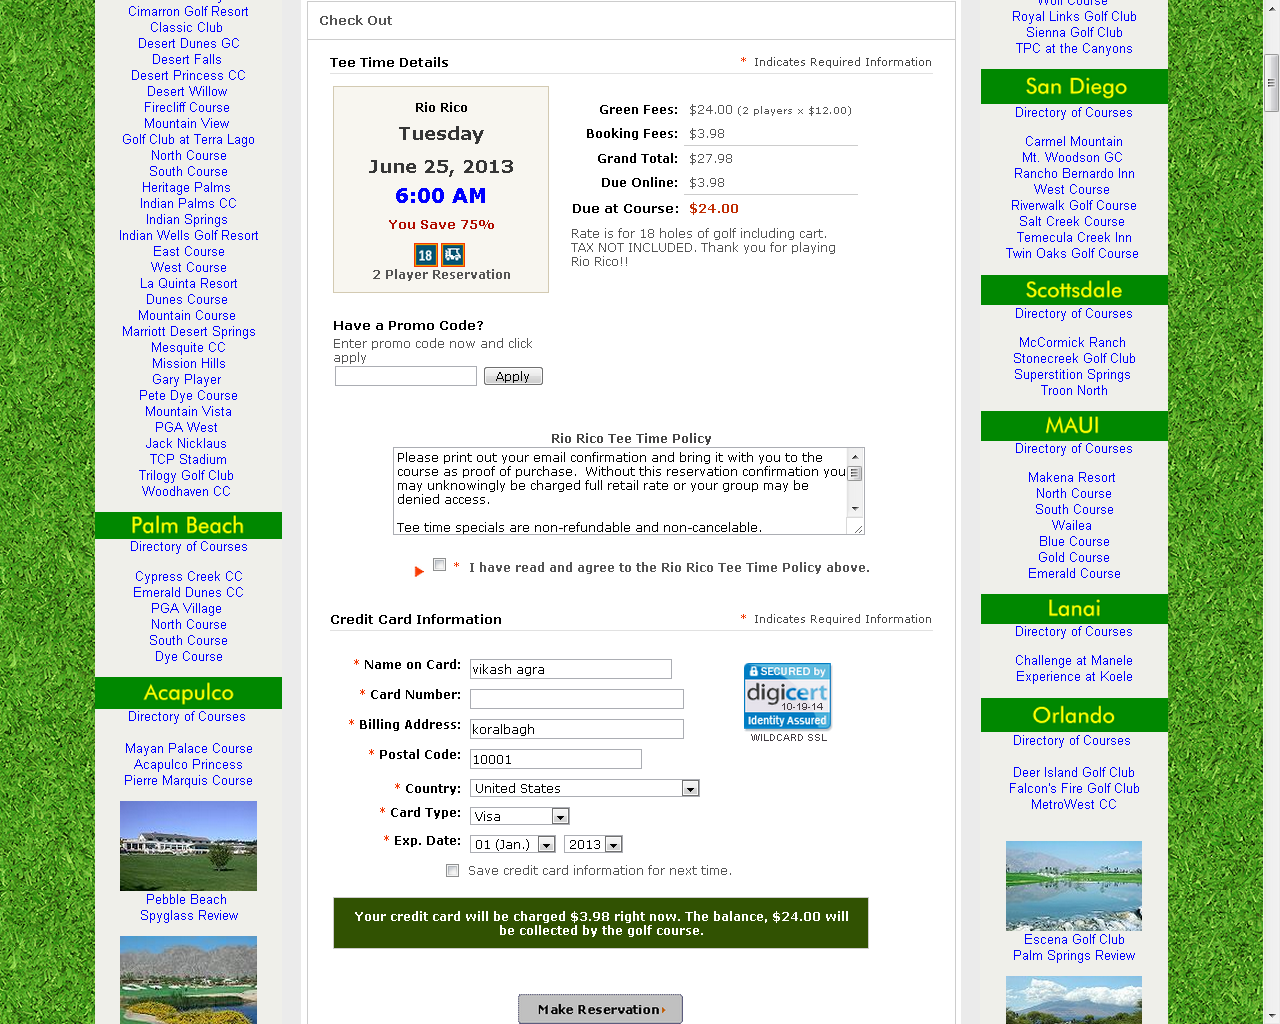 Cimarron Golf Resort
Classic Club
Desert Dunes GC
Desert Falls
Desert Princess CC
Desert Willow
Firecliff Course
Mountain View
Golf Club at Terra Lago
North Course
South Course
Heritage Palms
Indian Palms CC
Indian Springs
Indian Wells Golf Resort
East Course
West Course
La Quinta Resort
Dunes Course
Mountain Course
Marriott Desert Springs
Mesquite CC
Mission Hills
Gary Player
Pete Dye Course
Mountain Vista
PGA West
Jack Nicklaus
TCP Stadium
Trilogy Golf Club
Woodhaven CC
Palm Beach
Directory of Courses
Cypress Creek CC
Emerald Dunes CC
PGA Village
North Course
South Course
Dye Course
Acapulco
Directory of Courses
Mayan Palace Course
Acapulco Princess
Pierre Marquis Course
Pebble Beach
Spyglass Review
Check Out
Tee Time Details
* Indicates Required Information
Rio Rico
Tuesday
June 25, 2013
6:00 AM
You Save 75%
18
2 Player Reservation
Green Fees: $24.00 (2 players x $12.00)
Booking Fees: $3.98
Grand Total: $27.98
Due Online: $3.98
Due at Course: $24.00
Rate is for 18 holes of golf including cart.
TAX NOT INCLUDED. Thank you for playing
Rio Rico!!
Have a Promo Code?
Enter promo code now and click
apply
Apply
Rio Rico Tee Time Policy
Please print out your email confirmation and bring it with you to the
course as proof of purchase.  Without this reservation confirmation you
may unknowingly be charged full retail rate or your group may be
denied access.
Tee time specials are non-refundable and non-cancelable.
* I have read and agree to the Rio Rico Tee Time Policy above.
Credit Card Information
* Indicates Required Information
* Name on Card: vikash agra
* Card Number:
* Billing Address: koralbagh
* Postal Code: 10001
* Country: United States
* Card Type: Visa
* Exp. Date: 01 (Jan.) 2013
Save credit card information for next time.
SECURED by
digicert
10-19-14
Identity Assured
WILDCARD SSL
Your credit card will be charged $3.98 right now. The balance, $24.00 will
be collected by the golf course.
Make Reservation
Wolf Course
Royal Links Golf Club
Sienna Golf Club
TPC at the Canyons
San Diego
Directory of Courses
Carmel Mountain
Mt. Woodson GC
Rancho Bernardo Inn
West Course
Riverwalk Golf Course
Salt Creek Course
Temecula Creek Inn
Twin Oaks Golf Course
Scottsdale
Directory of Courses
McCormick Ranch
Stonecreek Golf Club
Superstition Springs
Troon North
MAUI
Directory of Courses
Makena Resort
North Course
South Course
Wailea
Blue Course
Gold Course
Emerald Course
Lanai
Directory of Courses
Challenge at Manele
Experience at Koele
Orlando
Directory of Courses
Deer Island Golf Club
Falcon's Fire Golf Club
MetroWest CC
Escena Golf Club
Palm Springs Review